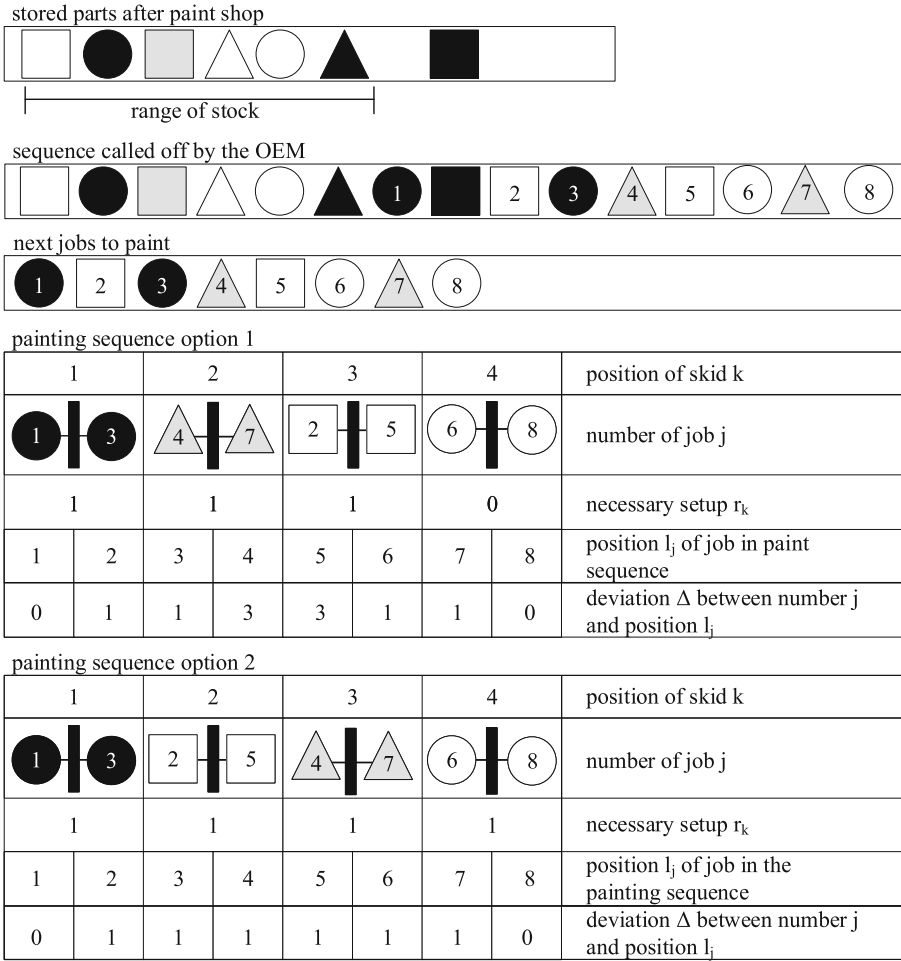 stored parts after paint shop
range of stock
sequence called off by the OEM
1 2 3 4 5 6 7 8
next jobs to paint
1 2 3 4 5 6 7 8
painting sequence option 1
1 2 3 4 position of skid k
1 3 4 7 2 5 6 8 number of job j
1 1 1 0 necessary setup rk
1 2 3 4 5 6 7 8 position lj of job in paint
sequence
0 1 1 3 3 1 1 0 deviation Δ between number j
and position lj
painting sequence option 2
1 2 3 4 position of skid k
1 3 2 5 4 7 6 8 number of job j
1 1 1 1 necessary setup rk
1 2 3 4 5 6 7 8 position lj of job in the
painting sequence
0 1 1 1 1 1 1 0 deviation Δ between number j
and position lj